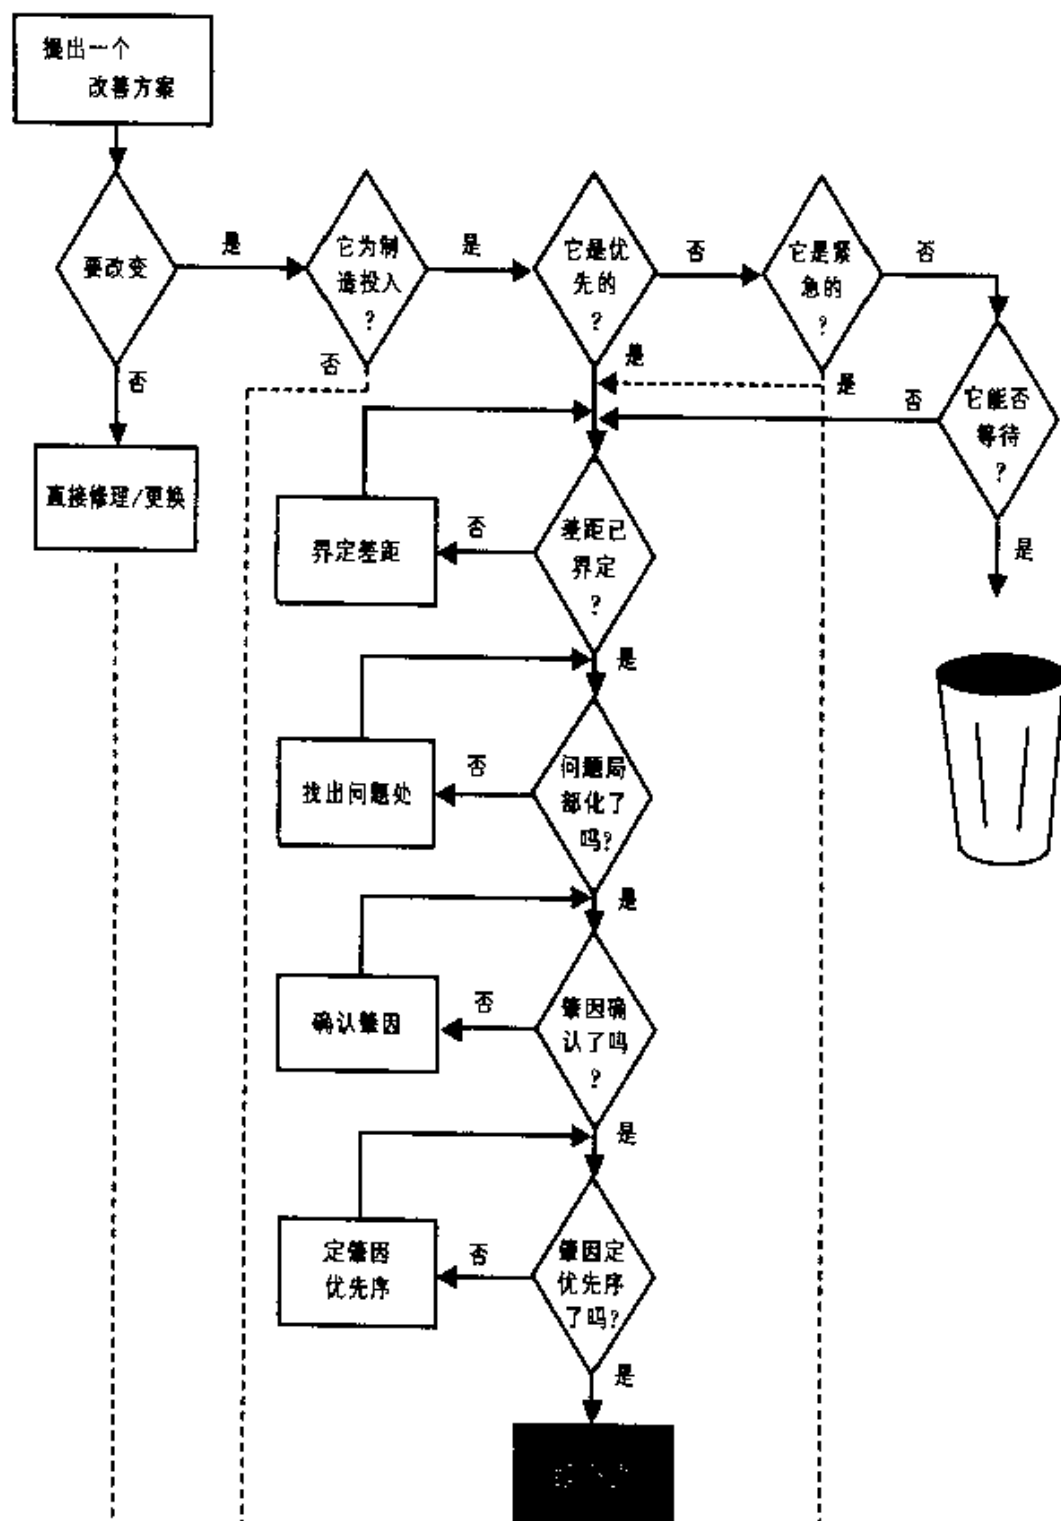 提出一个
改善方案
要改变
是
它为制
造投入
?
是
它是优
先的
?
否
它是紧
急的
?
否
否
否
是
是
否
它能否
等待
?
直接修理/更换
界定差距
否
差距已
界定
?
是
是
找出问题处
否
问题局
部化了
吗?
是
确认肇因
否
肇因确
认了吗
?
是
定肇因
优先序
否
肇因定
优先序
了吗?
是